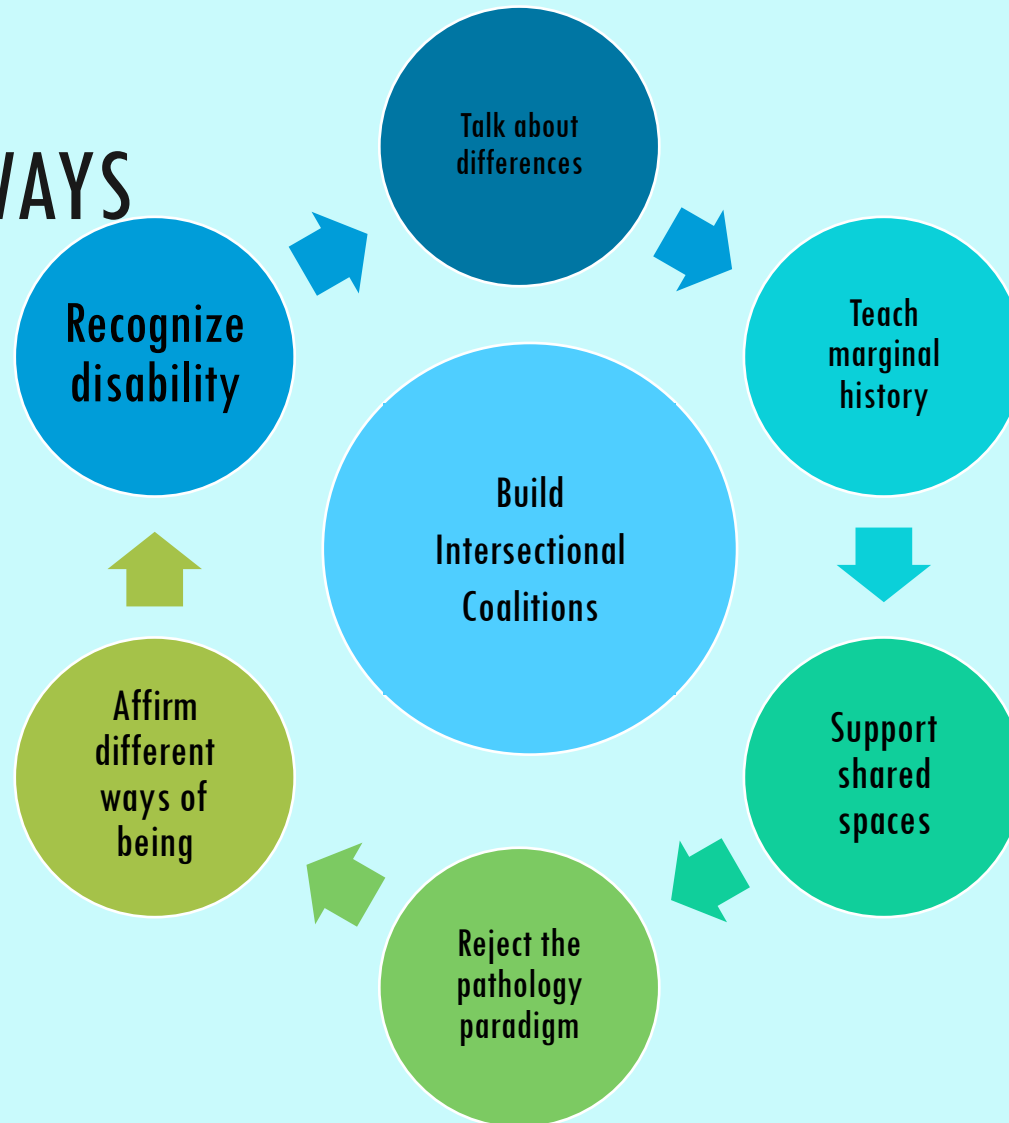 WAYS
Talk about
differences
Teach
marginal
history
Support
shared
spaces
Reject the
pathology
paradigm
Affirm
different
ways of
being
Recognize
disability
Build
Intersectional
Coalitions